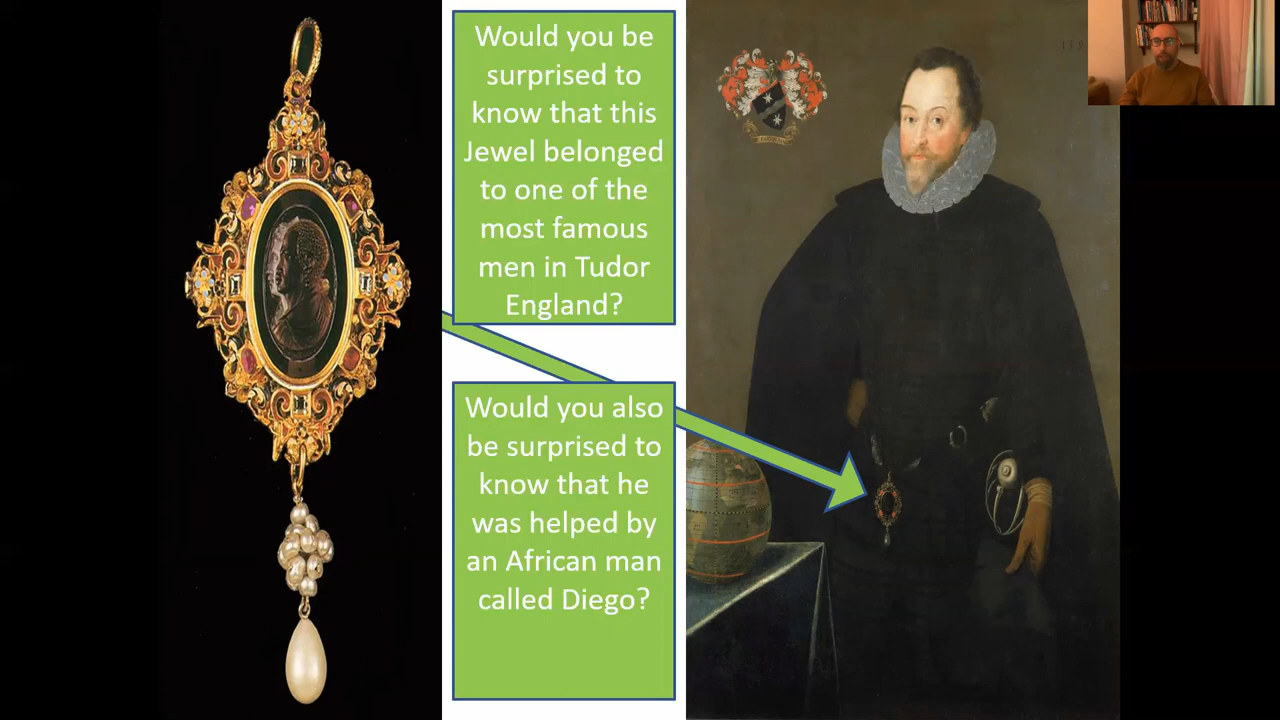 Would you be
surprised to
know that this
Jewel belonged
to one of the
most famous
men in Tudor
England?
Would you also
be surprised to
know that he
was helped by
an African man
called Diego?